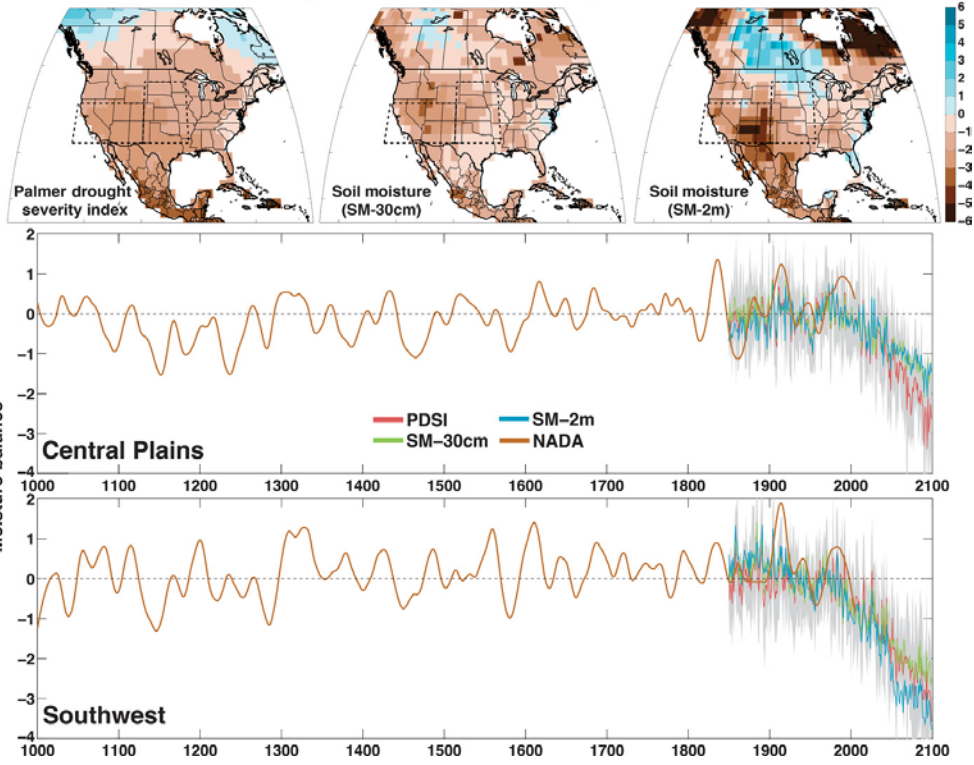 Palmer drought
severity index
Soil moisture
(SM-30cm)
Soil moisture
(SM-2m)
6
5
4
3
2
1
0
-1
-2
-3
-4
-5
-6
2
1
0
-1
-2
-3
-4
PDSI
SM-30cm
SM-2m
NADA
Central Plains
1000 1100 1200 1300 1400 1500 1600 1700 1800 1900 2000 2100
2
1
0
-1
-2
-3
-4
Southwest
1000 1100 1200 1300 1400 1500 1600 1700 1800 1900 2000 2100